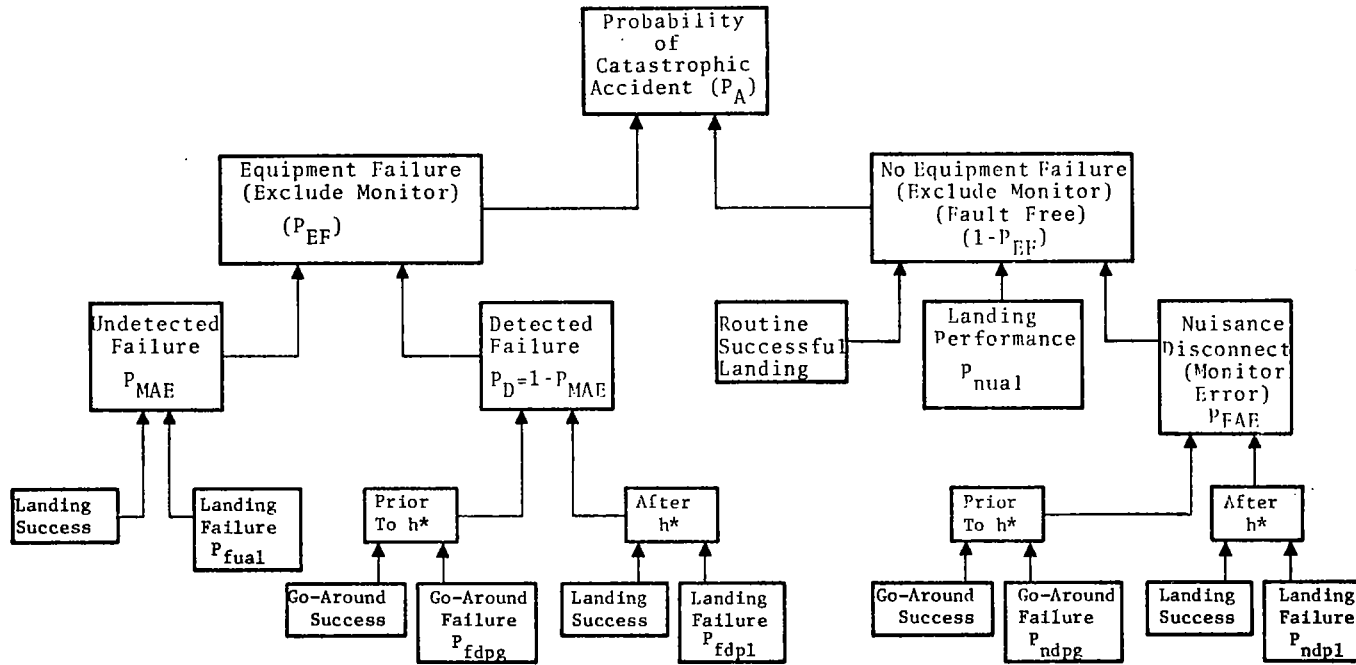 Probability
of
Catastrophic
Accident (P_A)
Equipment Failure
(Exclude Monitor)
(P_EF)
No Equipment Failure
(Exclude Monitor)
(Fault Free)
(1-P_EF)
Undetected
Failure
P_MAE
Detected
Failure
P_D=1-P_MAE
Routine
Successful
Landing
Landing
Performance
P_nual
Nuisance
Disconnect
(Monitor
Error)
P_FAE
Landing
Success
Landing
Failure
P_fual
Prior
To h*
After
h*
Prior
To h*
After
h*
Go-Around
Success
Go-Around
Failure
P_fdpg
Landing
Success
Landing
Failure
P_fdpl
Go-Around
Success
Go-Around
Failure
P_ndpg
Landing
Success
Landing
Failure
P_ndpl